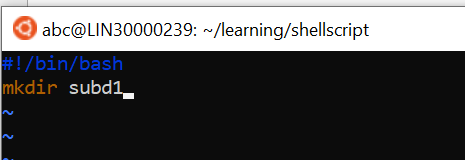 abc@LIN30000239: ~/learning/shellscript
#!/bin/bash
mkdir subd1
~
~
~